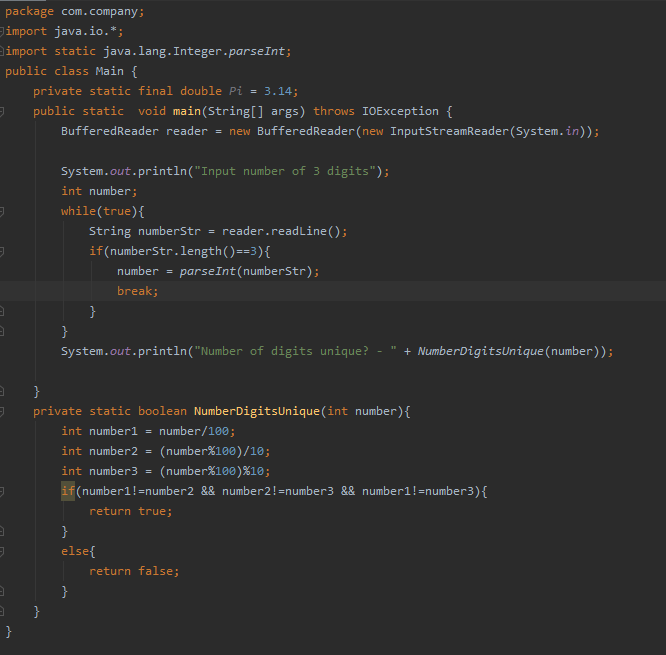 package com.company;
import java.io.*;
import static java.lang.Integer.parseInt;
public class Main {
    private static final double Pi = 3.14;
    public static  void main(String[] args) throws IOException {
        BufferedReader reader = new BufferedReader(new InputStreamReader(System.in));

        System.out.println("Input number of 3 digits");
        int number;
        while(true){
            String numberStr = reader.readLine();
            if(numberStr.length()==3){
                number = parseInt(numberStr);
                break;
            }
        }
        System.out.println("Number of digits unique? - " + NumberDigitsUnique(number));

    }
    private static boolean NumberDigitsUnique(int number){
        int number1 = number/100;
        int number2 = (number%100)/10;
        int number3 = (number%100)%10;
        if(number1!=number2 && number2!=number3 && number1!=number3){
            return true;
        }
        else{
            return false;
        }
    }
}